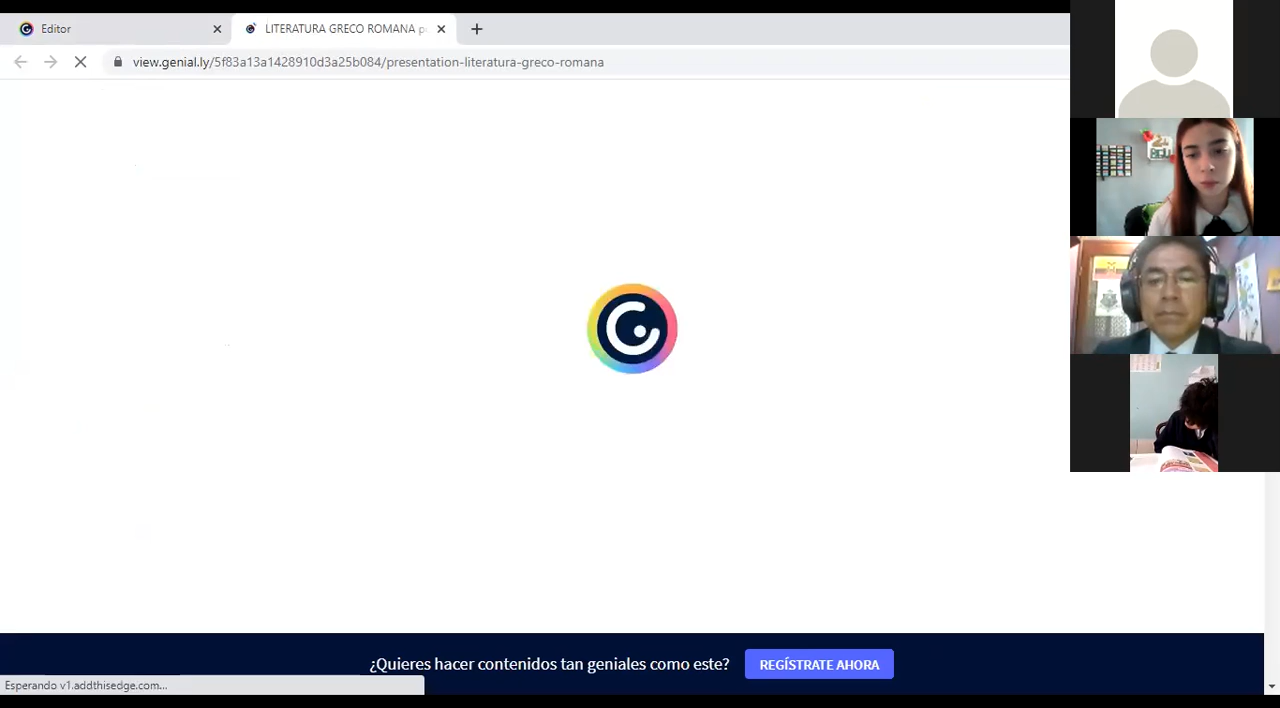 Editor
LITERATURA GRECO ROMANA
view.genial.ly/5f83a13a1428910d3a25b084/presentation-literatura-greco-romana
¿Quieres hacer contenidos tan geniales como este?
REGÍSTRATE AHORA
Esperando v1.addthisedge.com...